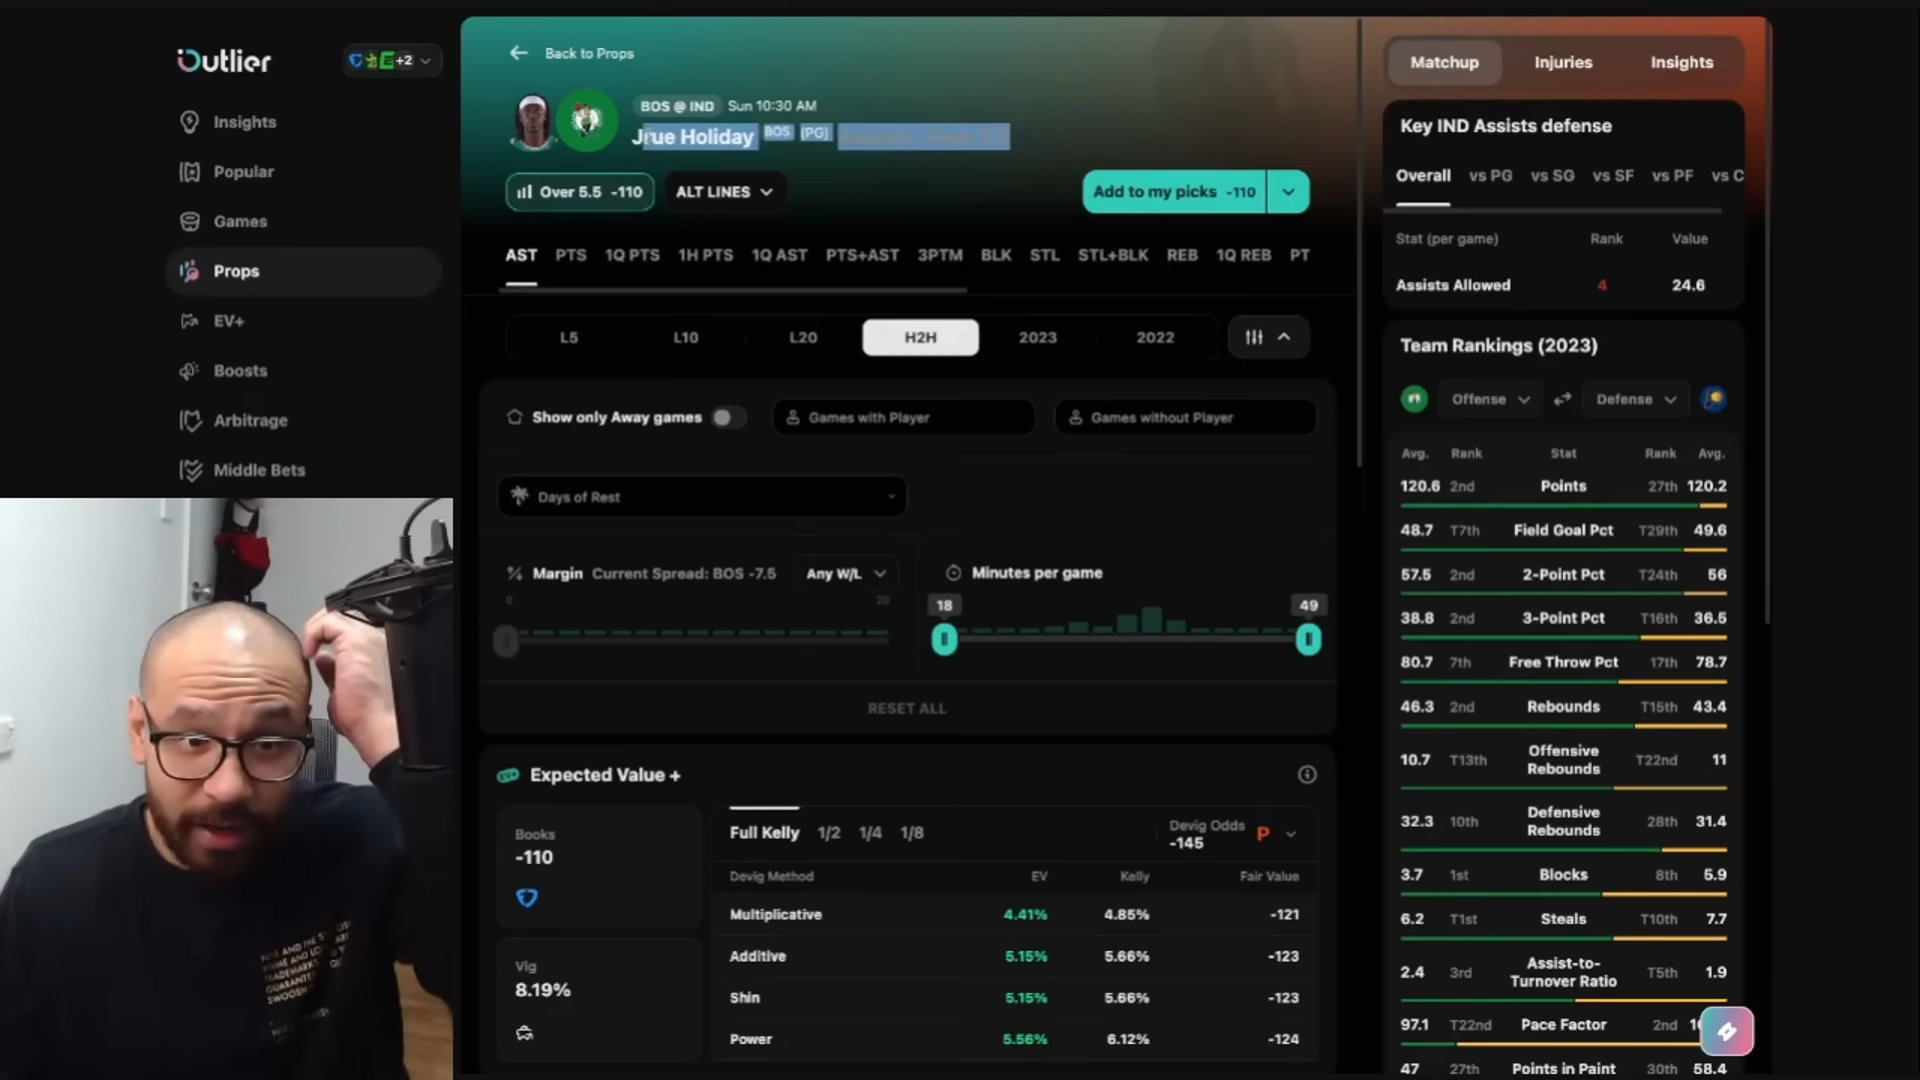 Outlier
+2
Insights
Popular
Games
Props
EV+
Boosts
Arbitrage
Middle Bets
Back to Props
BOS @ IND Sun 10:30 AM
Jrue Holiday BOS (PG)
Over 5.5 -110
ALT LINES
Add to my picks -110
AST PTS 1Q PTS 1H PTS 1Q AST PTS+AST 3PTM BLK STL STL+BLK REB 1Q REB PT
L5 L10 L20 H2H 2023 2022
Show only Away games
Games with Player
Games without Player
Days of Rest
Margin Current Spread: BOS -7.5 Any W/L
0 20
Minutes per game
18 49
RESET ALL
Expected Value +
Books
-110
Vig
8.19%
Full Kelly 1/2 1/4 1/8
Devig Odds
-145
Devig Method EV Kelly Fair Value
Multiplicative 4.41% 4.85% -121
Additive 5.15% 5.66% -123
Shin 5.15% 5.66% -123
Power 5.56% 6.12% -124
Matchup Injuries Insights
Key IND Assists defense
Overall vs PG vs SG vs SF vs PF vs C
Stat (per game) Rank Value
Assists Allowed 4 24.6
Team Rankings (2023)
Offense Defense
Avg. Rank Stat Rank Avg.
120.6 2nd Points 27th 120.2
48.7 T7th Field Goal Pct T29th 49.6
57.5 2nd 2-Point Pct T24th 56
38.8 2nd 3-Point Pct T16th 36.5
80.7 7th Free Throw Pct 17th 78.7
46.3 2nd Rebounds T15th 43.4
10.7 T13th Offensive Rebounds T22nd 11
32.3 10th Defensive Rebounds 28th 31.4
3.7 1st Blocks 8th 5.9
6.2 T1st Steals T10th 7.7
2.4 3rd Assist-to-Turnover Ratio T5th 1.9
97.1 T22nd Pace Factor 2nd
47 27th Points in Paint 30th 58.4